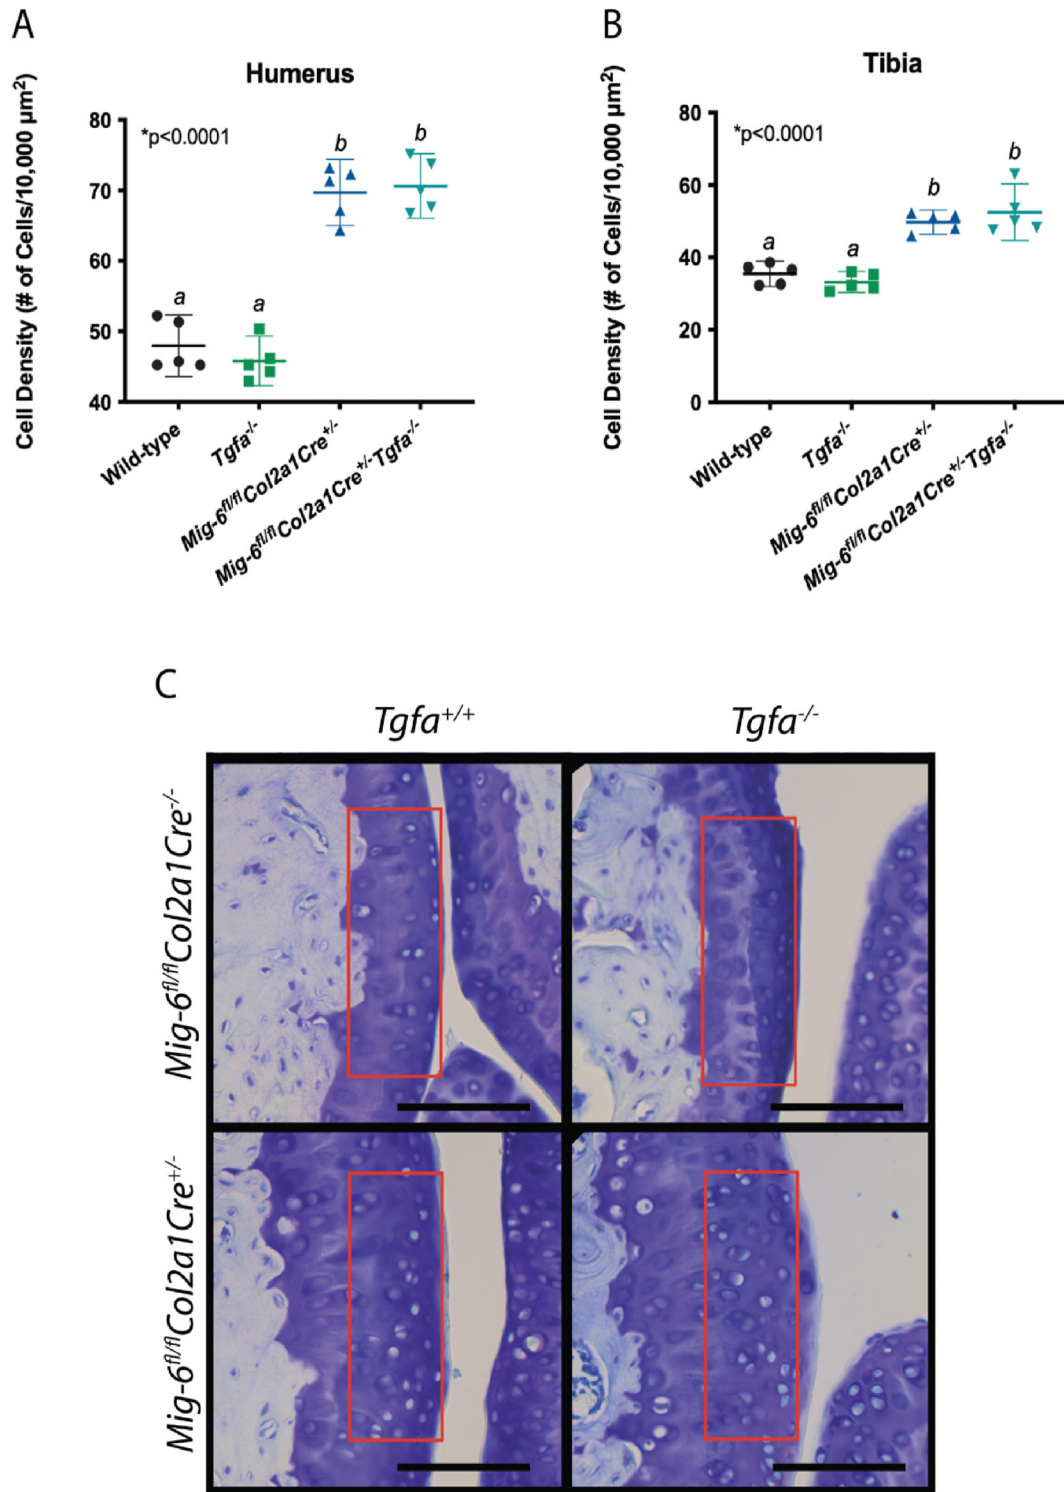 A
Humerus
Cell Density (# of Cells/10,000 µm²)
80
70
60
50
40
*p<0.0001
a
a
b
b
Wild-type
Tgfa-/-
Mig-6fl/flCol2a1Cre+/-
Mig-6fl/flCol2a1Cre+/-Tgfa-/-
B
Tibia
Cell Density (# of Cells/10,000 µm²)
80
60
40
20
0
*p<0.0001
a
a
b
b
Wild-type
Tgfa-/-
Mig-6fl/flCol2a1Cre+/-
Mig-6fl/flCol2a1Cre+/-Tgfa-/-
C
Tgfa+/+
Tgfa-/-
Mig-6fl/flCol2a1Cre-/-
Mig-6fl/flCol2a1Cre+/-